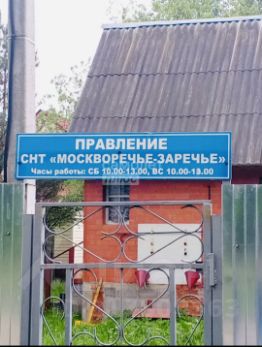 ПРАВЛЕНИЕ
СНТ «МОСКВОРЕЧЬЕ-ЗАРЕЧЬЕ»
Часы работы: СБ 10.00-13.00, ВС 10.00-13.00